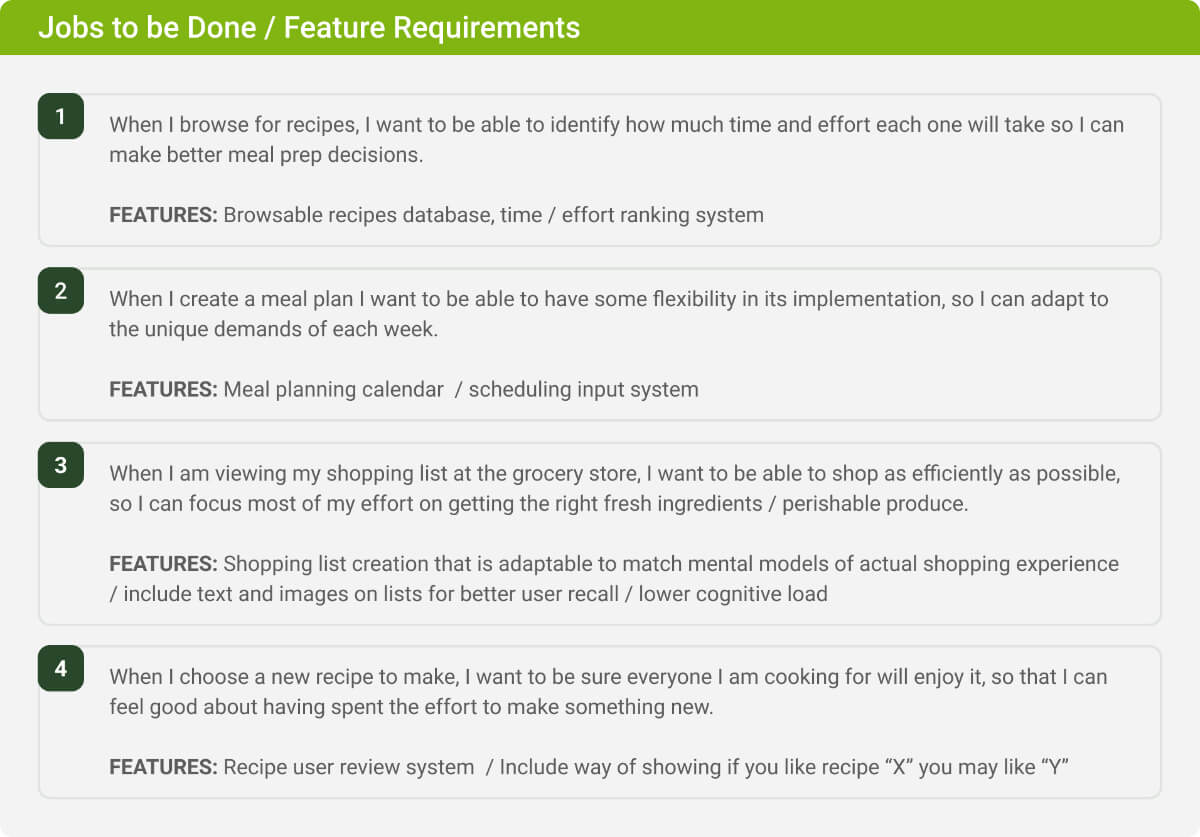 Jobs to be Done / Feature Requirements
1
When I browse for recipes, I want to be able to identify how much time and effort each one will take so I can
make better meal prep decisions.
FEATURES: Browsable recipes database, time / effort ranking system
2
When I create a meal plan I want to be able to have some flexibility in its implementation, so I can adapt to
the unique demands of each week.
FEATURES: Meal planning calendar  / scheduling input system
3
When I am viewing my shopping list at the grocery store, I want to be able to shop as efficiently as possible,
so I can focus most of my effort on getting the right fresh ingredients / perishable produce.
FEATURES: Shopping list creation that is adaptable to match mental models of actual shopping experience
/ include text and images on lists for better user recall / lower cognitive load
4
When I choose a new recipe to make, I want to be sure everyone I am cooking for will enjoy it, so that I can
feel good about having spent the effort to make something new.
FEATURES: Recipe user review system  / Include way of showing if you like recipe “X” you may like “Y”